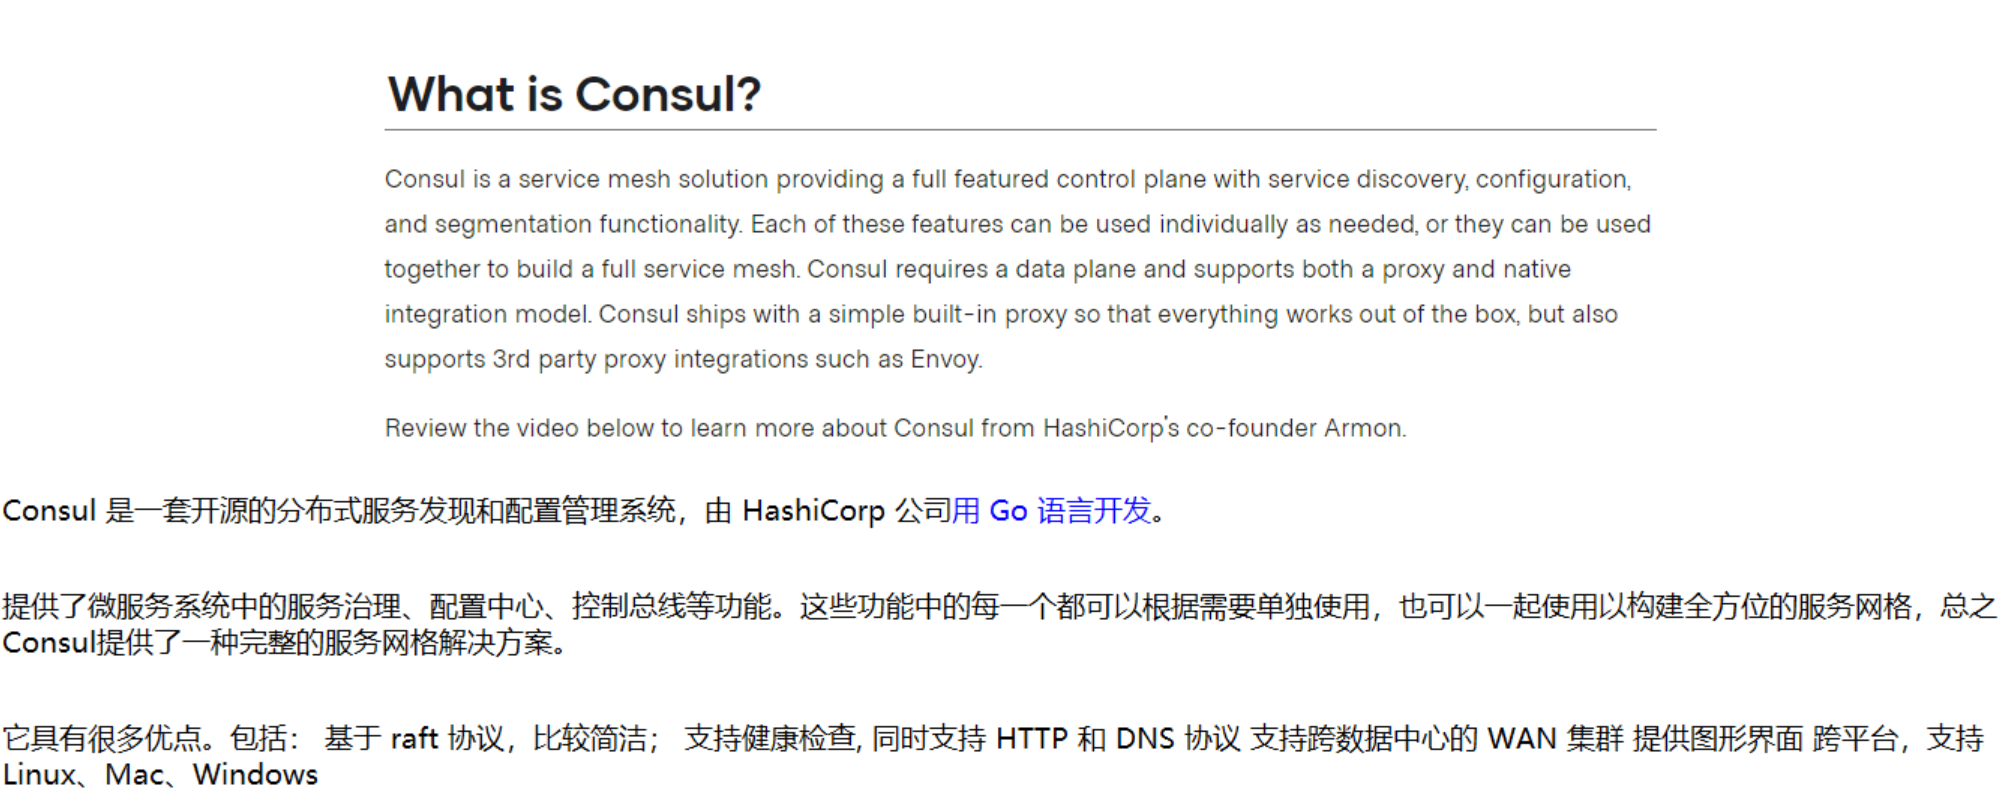 What is Consul?
Consul is a service mesh solution providing a full featured control plane with service discovery, configuration,
and segmentation functionality. Each of these features can be used individually as needed, or they can be used
together to build a full service mesh. Consul requires a data plane and supports both a proxy and native
integration model. Consul ships with a simple built-in proxy so that everything works out of the box, but also
supports 3rd party proxy integrations such as Envoy.
Review the video below to learn more about Consul from HashiCorp's co-founder Armon.
Consul 是一套开源的分布式服务发现和配置管理系统，由 HashiCorp 公司用 Go 语言开发。
提供了微服务系统中的服务治理、配置中心、控制总线等功能。这些功能中的每一个都可以根据需要单独使用，也可以一起使用以构建全方位的服务网格，总之
Consul提供了一种完整的服务网格解决方案。
它具有很多优点。包括： 基于 raft 协议，比较简洁； 支持健康检查, 同时支持 HTTP 和 DNS 协议 支持跨数据中心的 WAN 集群 提供图形界面 跨平台，支持
Linux、Mac、Windows